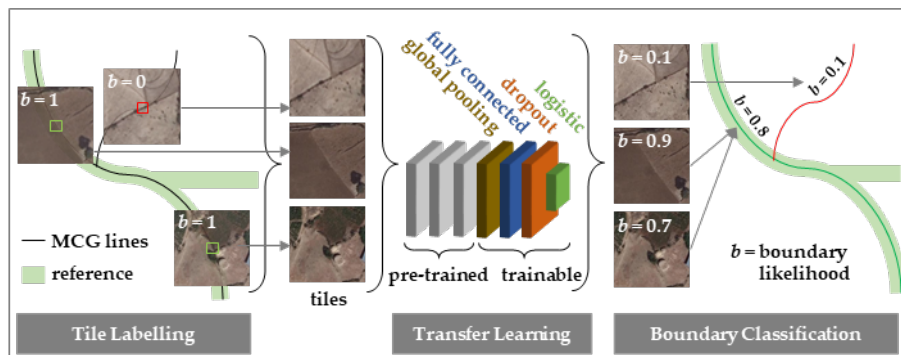 b=1
b=0
b=1
MCG lines
reference
Tile Labelling
tiles
global pooling
fully connected
dropout
logistic
pre-trained
trainable
Transfer Learning
b=0.1
b=0.9
b=0.7
b=0.8
b=0.1
b=boundary
likelihood
Boundary Classification